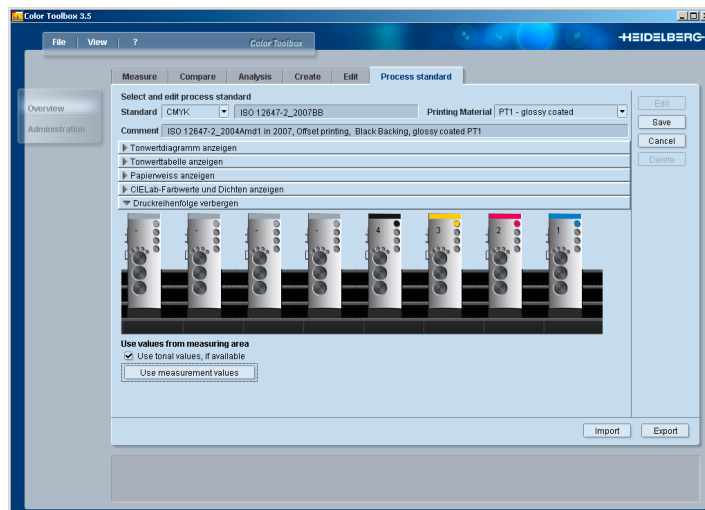 Color Toolbox 3.5
File | View | ?
Color Toolbox
HEIDELBERG
Measure Compare Analysis Create Edit Process standard
Overview
Administration
Select and edit process standard
Standard CMYK ISO 12647-2_2007BB Printing Material PT1 - glossy coated
Comment ISO 12647-2_2004Amd1 in 2007, Offset printing, Black Backing, glossy coated PT1
Edit
Save
Cancel
Delete
Tonwertdiagramm anzeigen
Tonwerttabelle anzeigen
Papierweiss anzeigen
CIELab-Farbwerte und Dichten anzeigen
Druckreihenfolge verbergen
- - - - 4 3 2 1
Use values from measuring area
Use tonal values, if available
Use measurement values
Import Export